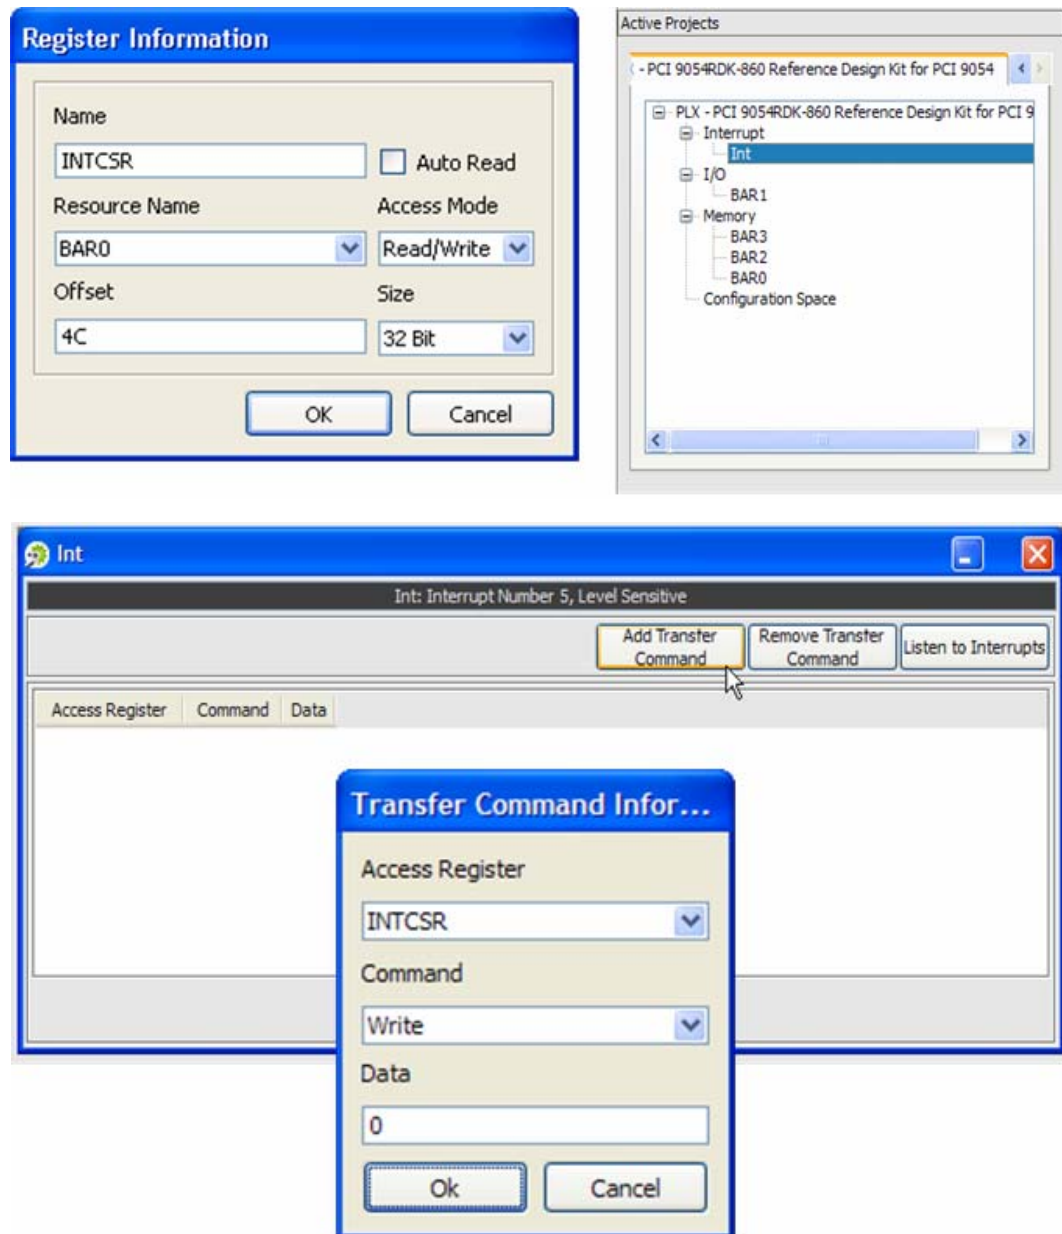 Register Information
Name
INTCSR
Auto Read
Resource Name
Access Mode
BAR0
Read/Write
Offset
Size
4C
32 Bit
OK
Cancel
Active Projects
- PCI 9054RDK-860 Reference Design Kit for PCI 9054
PLX - PCI 9054RDK-860 Reference Design Kit for PCI 9
Interrupt
Int
I/O
BAR1
Memory
BAR3
BAR2
BAR0
Configuration Space
Int
Int: Interrupt Number 5, Level Sensitive
Add Transfer
Command
Remove Transfer
Command
Listen to Interrupts
Access Register
Command
Data
Transfer Command Infor...
Access Register
INTCSR
Command
Write
Data
0
Ok
Cancel